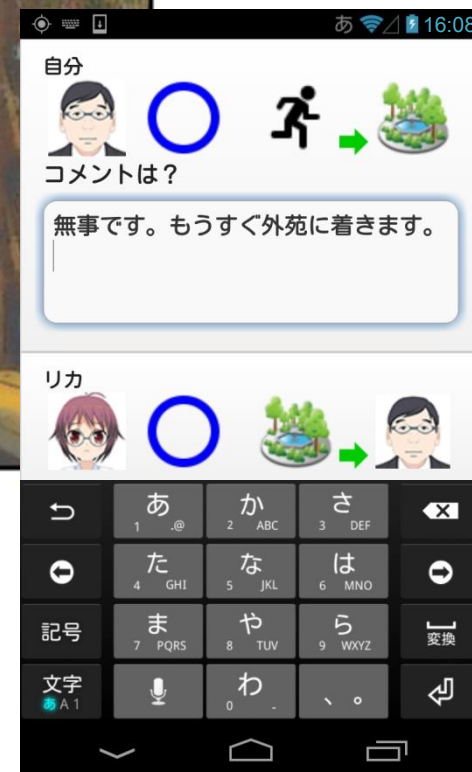 あ 16:08
自分
コメントは？
無事です。もうすぐ外苑に着きます。
リカ
あ 1 .@
か 2 ABC
さ 3 DEF
た 4 GHI
な 5 JKL
は 6 MNO
記号
ま 7 PQRS
や 8 TUV
ら 9 WXYZ
変換
文字 あ A 1
わ 0 -
、。